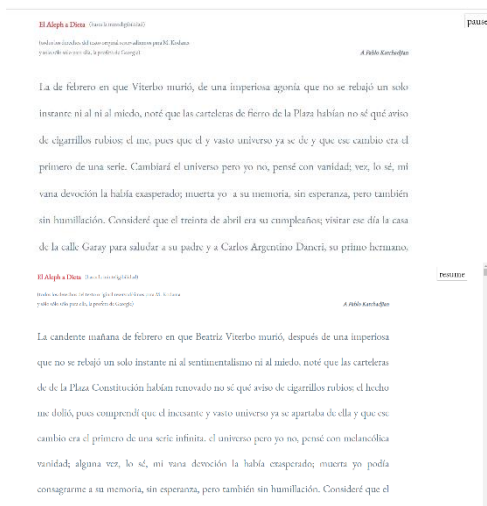 El Aleph a Dieta
pause
A Pablo Katchadjian
La de febrero en que Viterbo murió, de una imperiosa agonía que no se rebajó un solo
instante ni al ni al miedo, noté que las carteleras de fierro de la Plaza habían no sé qué aviso
de cigarrillos rubios; el me, pues que el y vasto universo ya se de y que ese cambio era el
primero de una serie. Cambiará el universo pero yo no, pensé con vanidad; vez, lo sé, mi
vana devoción la había exasperado; muerta yo a su memoria, sin esperanza, pero también
sin humillación. Consideré que el treinta de abril era su cumpleaños; visitar ese día la casa
de la calle Garay para saludar a su padre y a Carlos Argentino Daneri, su primo hermano,
El Aleph a Dieta
resume
A Pablo Katchadjian
La candente mañana de febrero en que Beatriz Viterbo murió, después de una imperiosa
que no se rebajó un solo instante ni al sentimentalismo ni al miedo, noté que las carteleras
de de la Plaza Constitución habían renovado no sé qué aviso de cigarrillos rubios; el hecho
me dolió, pues comprendí que el incesante y vasto universo ya se apartaba de ella y que ese
cambio era el primero de una serie infinita. el universo pero yo no, pensé con melancólica
vanidad; alguna vez, lo sé, mi vana devoción la había exasperado; muerta yo podía
consagrarme a su memoria, sin esperanza, pero también sin humillación. Consideré que el